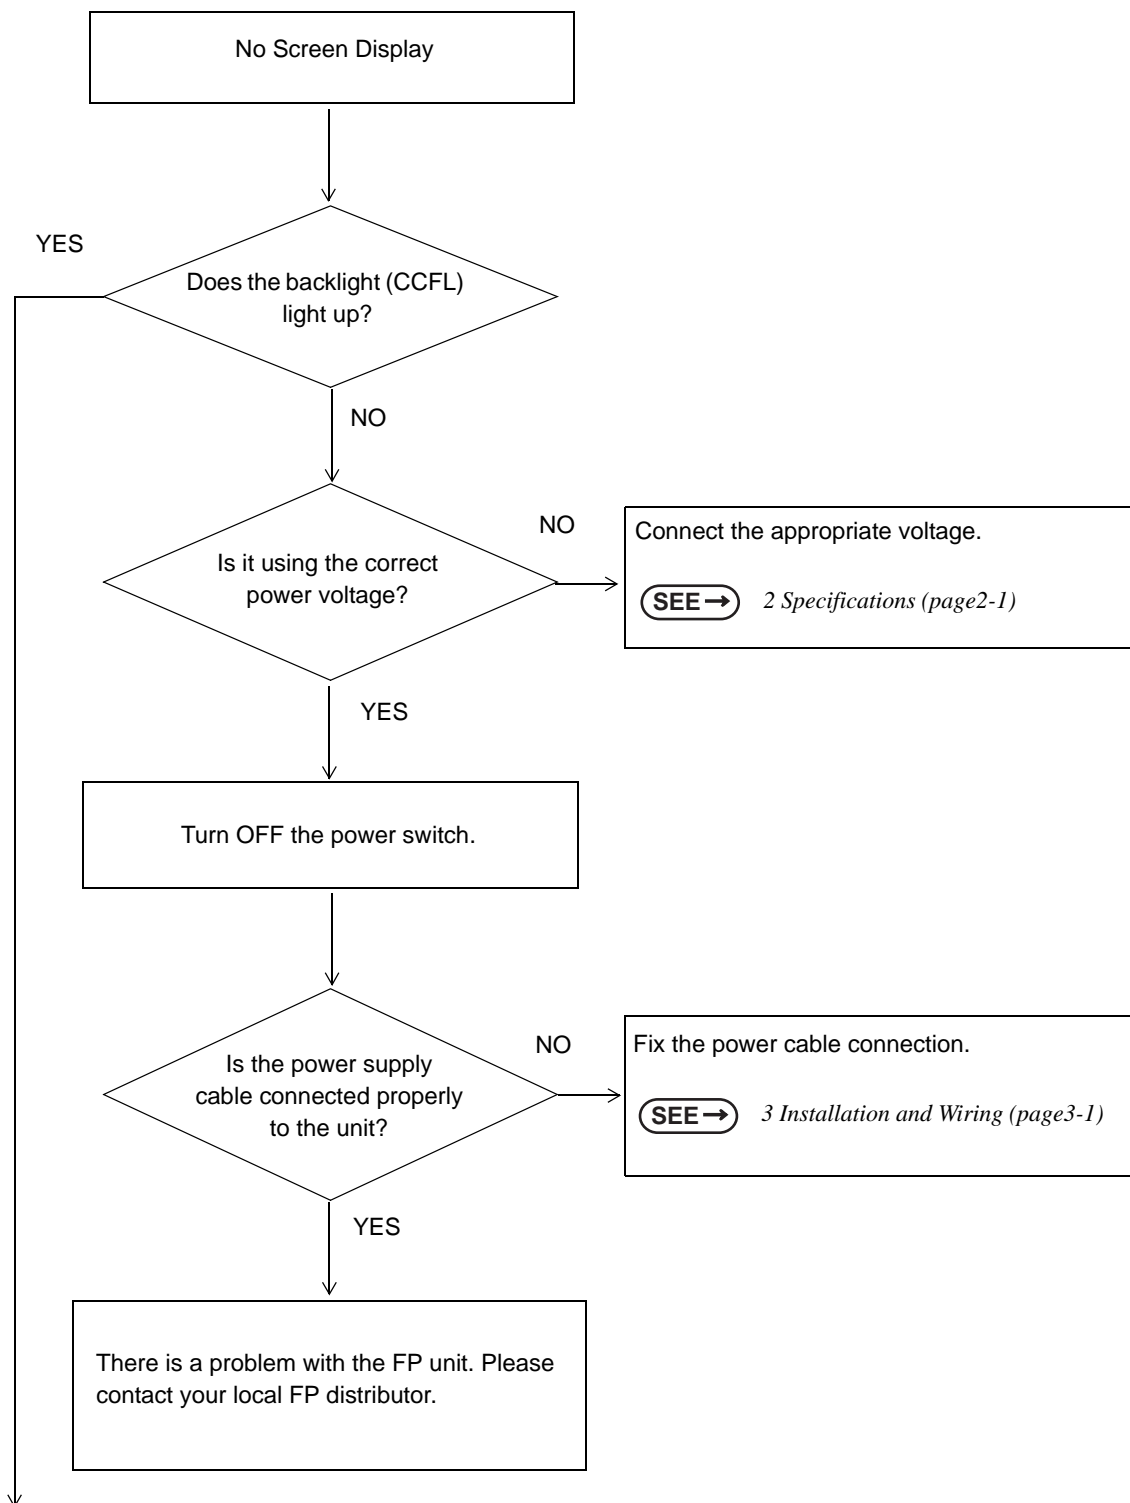 No Screen Display
YES
Does the backlight (CCFL)
light up?
NO
Is it using the correct
power voltage?
NO
Connect the appropriate voltage.
SEE→ 2 Specifications (page2-1)
YES
Turn OFF the power switch.
Is the power supply
cable connected properly
to the unit?
NO
Fix the power cable connection.
SEE→ 3 Installation and Wiring (page3-1)
YES
There is a problem with the FP unit. Please
contact your local FP distributor.